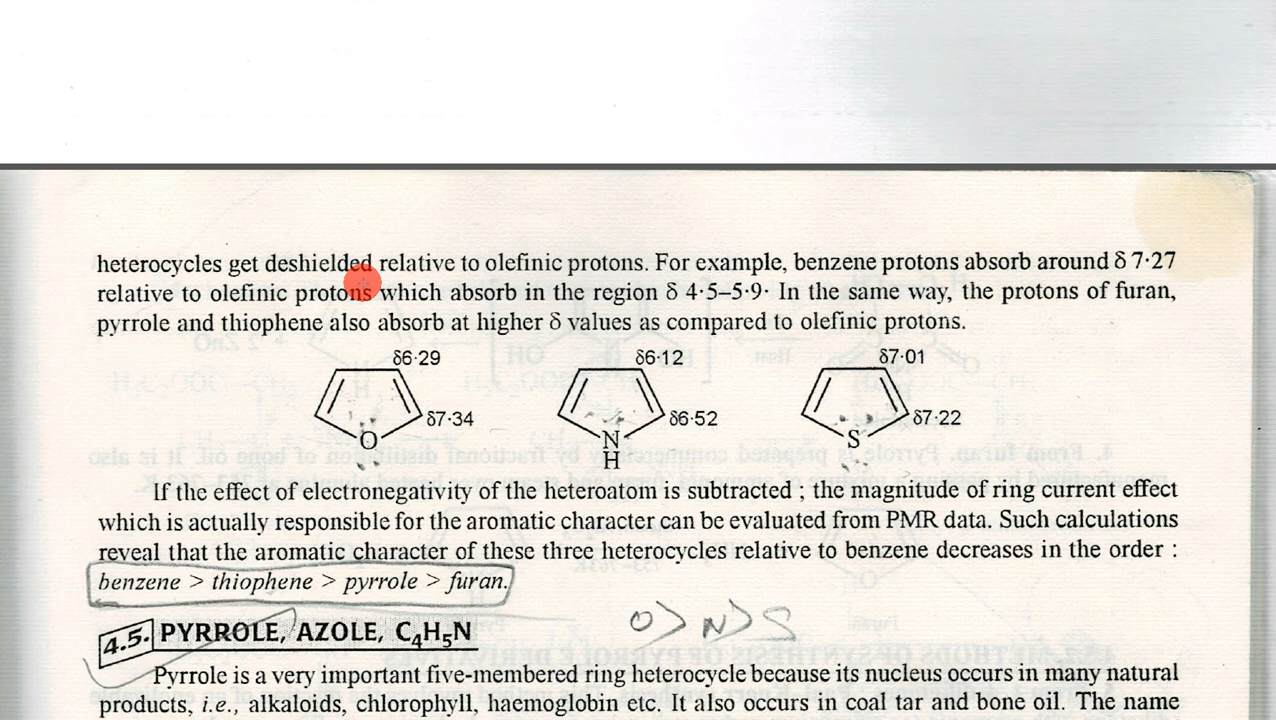 heterocycles get deshielded relative to olefinic protons. For example, benzene protons absorb around δ 7·27
relative to olefinic protons which absorb in the region δ 4·5–5·9· In the same way, the protons of furan,
pyrrole and thiophene also absorb at higher δ values as compared to olefinic protons.
δ6·29 δ6·12 δ7·01
δ7·34 δ6·52 δ7·22
O N S
H
If the effect of electronegativity of the heteroatom is subtracted ; the magnitude of ring current effect
which is actually responsible for the aromatic character can be evaluated from PMR data. Such calculations
reveal that the aromatic character of these three heterocycles relative to benzene decreases in the order :
benzene > thiophene > pyrrole > furan.
O > N > S
4.5. PYRROLE, AZOLE, C₄H₅N
Pyrrole is a very important five-membered ring heterocycle because its nucleus occurs in many natural
products, i.e., alkaloids, chlorophyll, haemoglobin etc. It also occurs in coal tar and bone oil. The name